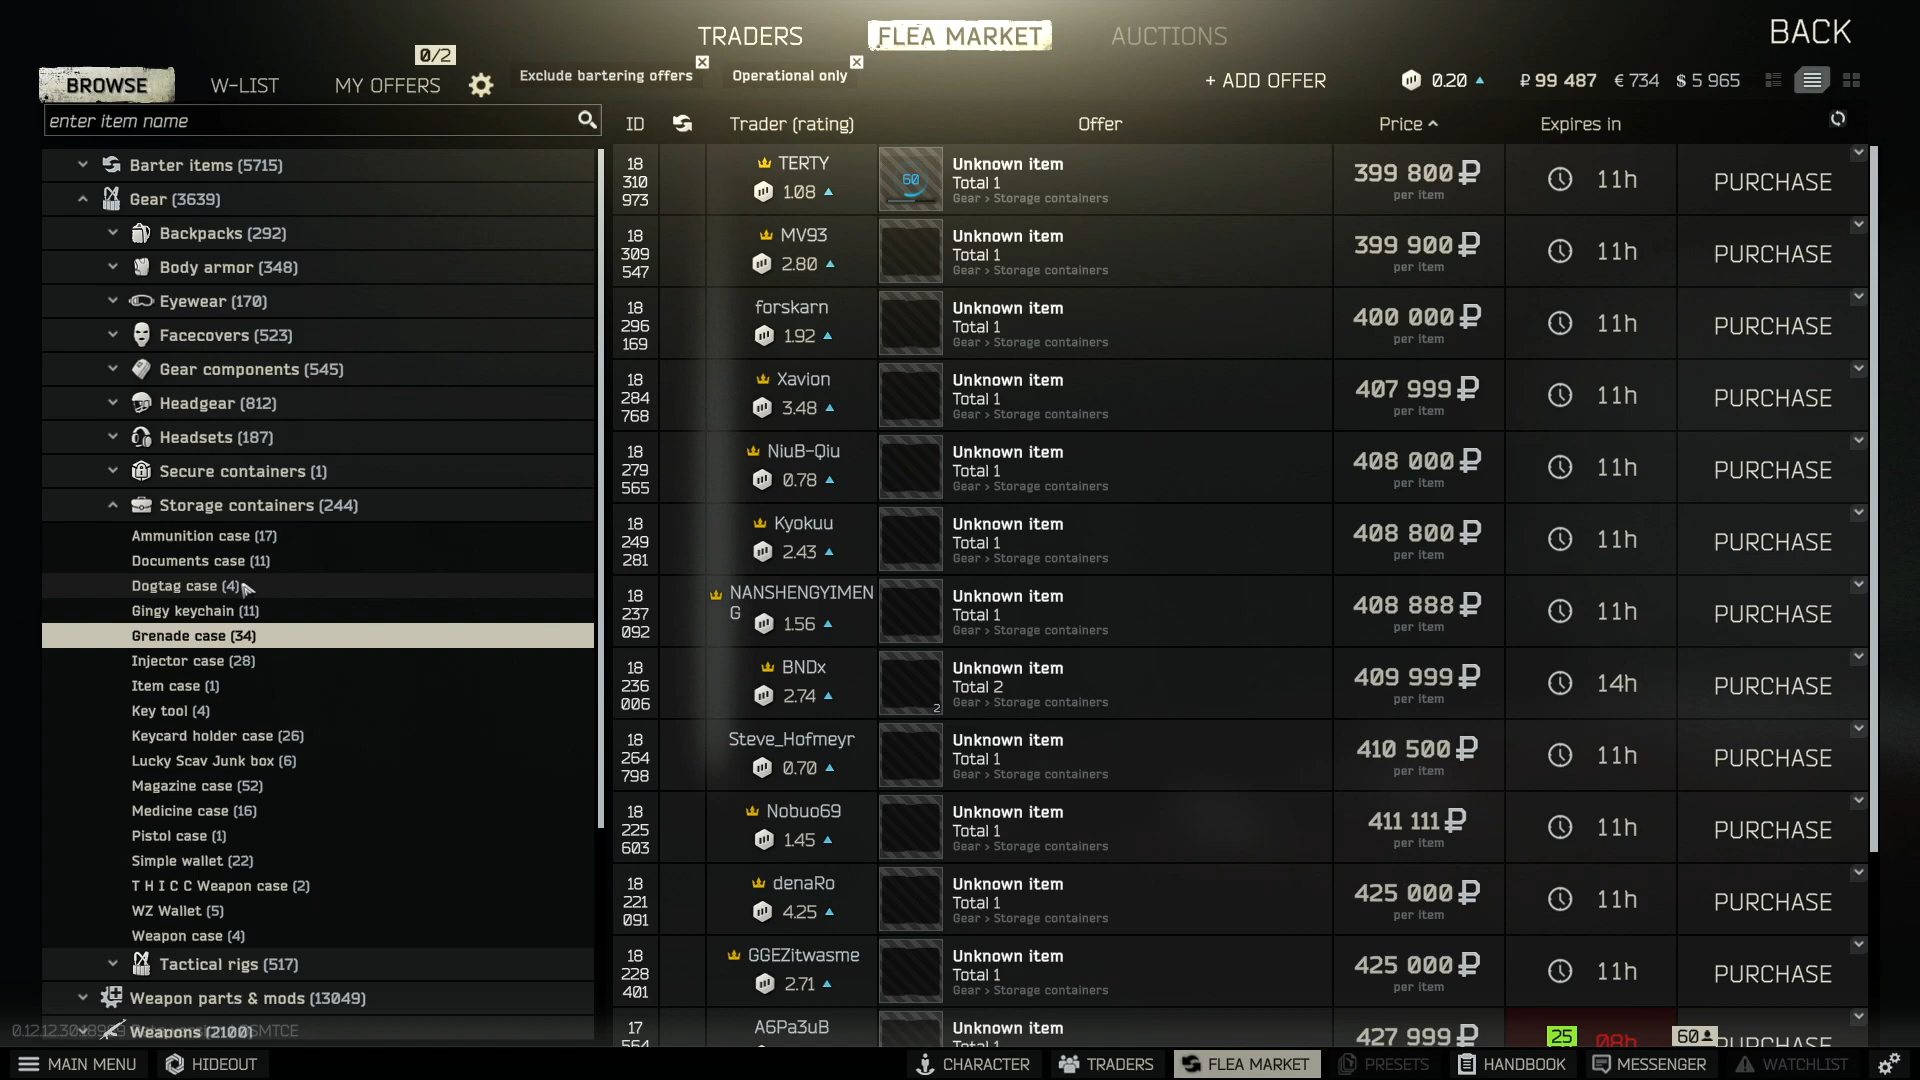 TRADERS
FLEA MARKET
AUCTIONS
BACK
0/2
BROWSE
W-LIST
MY OFFERS
Exclude bartering offers
Operational only
+ ADD OFFER
0.20
₽ 99 487
€ 734
$ 5 965
enter item name
ID
Trader (rating)
Offer
Price
Expires in
Barter items (5715)
Gear (3639)
Backpacks (292)
Body armor (348)
Eyewear (170)
Facecovers (523)
Gear components (545)
Headgear (812)
Headsets (187)
Secure containers (1)
Storage containers (244)
Ammunition case (17)
Documents case (11)
Dogtag case (4)
Gingy keychain (11)
Grenade case (34)
Injector case (28)
Item case (1)
Key tool (4)
Keycard holder case (26)
Lucky Scav Junk box (6)
Magazine case (52)
Medicine case (16)
Pistol case (1)
Simple wallet (22)
T H I C C Weapon case (2)
WZ Wallet (5)
Weapon case (4)
Tactical rigs (517)
Weapon parts & mods (13049)
Weapons (2100)
18
310
973
TERTY
1.08
60
Unknown item
Total 1
Gear > Storage containers
399 800 ₽
per item
11h
PURCHASE
18
309
547
MV93
2.80
Unknown item
Total 1
Gear > Storage containers
399 900 ₽
per item
11h
PURCHASE
18
296
169
forskarn
1.92
Unknown item
Total 1
Gear > Storage containers
400 000 ₽
per item
11h
PURCHASE
18
284
768
Xavion
3.48
Unknown item
Total 1
Gear > Storage containers
407 999 ₽
per item
11h
PURCHASE
18
279
565
NiuB-Qiu
0.78
Unknown item
Total 1
Gear > Storage containers
408 000 ₽
per item
11h
PURCHASE
18
249
281
Kyokuu
2.43
Unknown item
Total 1
Gear > Storage containers
408 800 ₽
per item
11h
PURCHASE
18
237
092
NANSHENGYIMEN
G
1.56
Unknown item
Total 1
Gear > Storage containers
408 888 ₽
per item
11h
PURCHASE
18
236
006
BNDx
2.74
2
Unknown item
Total 2
Gear > Storage containers
409 999 ₽
per item
14h
PURCHASE
18
264
798
Steve_Hofmeyr
0.70
Unknown item
Total 1
Gear > Storage containers
410 500 ₽
per item
11h
PURCHASE
18
225
603
Nobuo69
1.45
Unknown item
Total 1
Gear > Storage containers
411 111 ₽
per item
11h
PURCHASE
18
221
091
denaRo
4.25
Unknown item
Total 1
Gear > Storage containers
425 000 ₽
per item
11h
PURCHASE
18
228
401
GGEZitwasme
2.71
Unknown item
Total 1
Gear > Storage containers
425 000 ₽
per item
11h
PURCHASE
17
A6Pa3uB
Unknown item
Total 1
427 999 ₽
25
08h
60
PURCHASE
MAIN MENU
HIDEOUT
CHARACTER
TRADERS
FLEA MARKET
PRESETS
HANDBOOK
MESSENGER
WATCHLIST